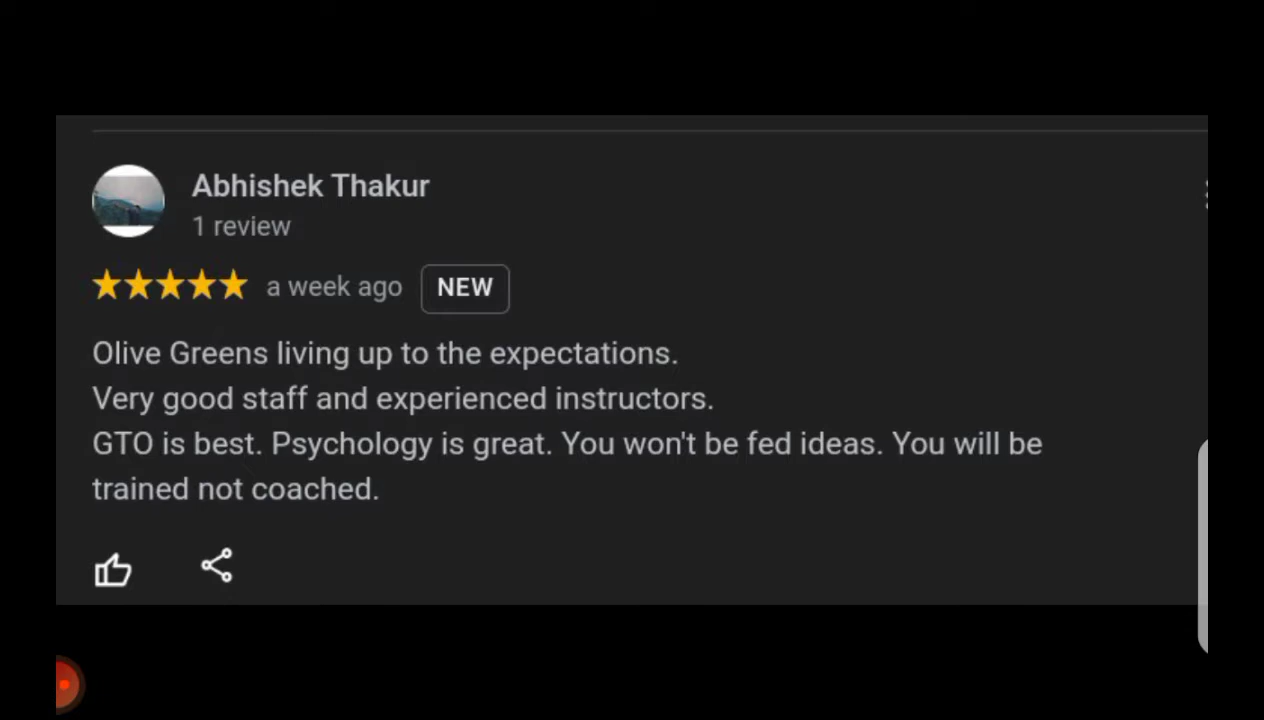 Abhishek Thakur
1 review
a week ago NEW
Olive Greens living up to the expectations.
Very good staff and experienced instructors.
GTO is best. Psychology is great. You won't be fed ideas. You will be
trained not coached.